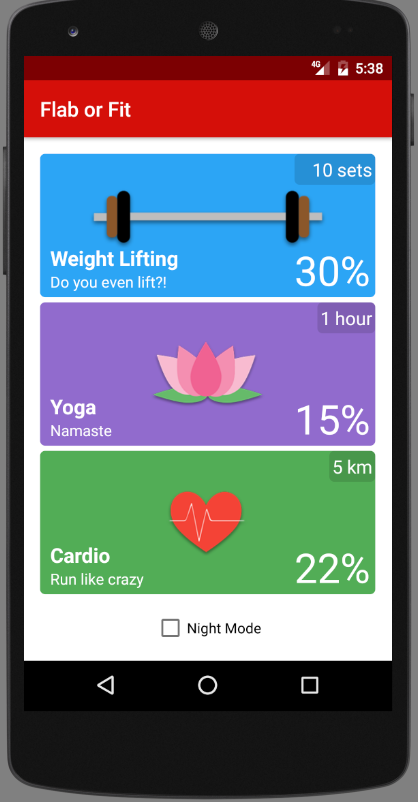 4G 5:38
Flab or Fit
10 sets
Weight Lifting
Do you even lift?!
30%
1 hour
Yoga
Namaste
15%
5 km
Cardio
Run like crazy
22%
Night Mode